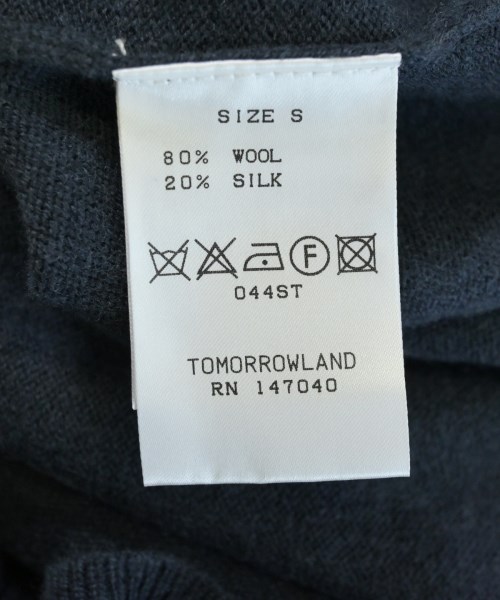 SIZE S
80% WOOL
20% SILK
F
044ST
TOMORROWLAND
RN 147040